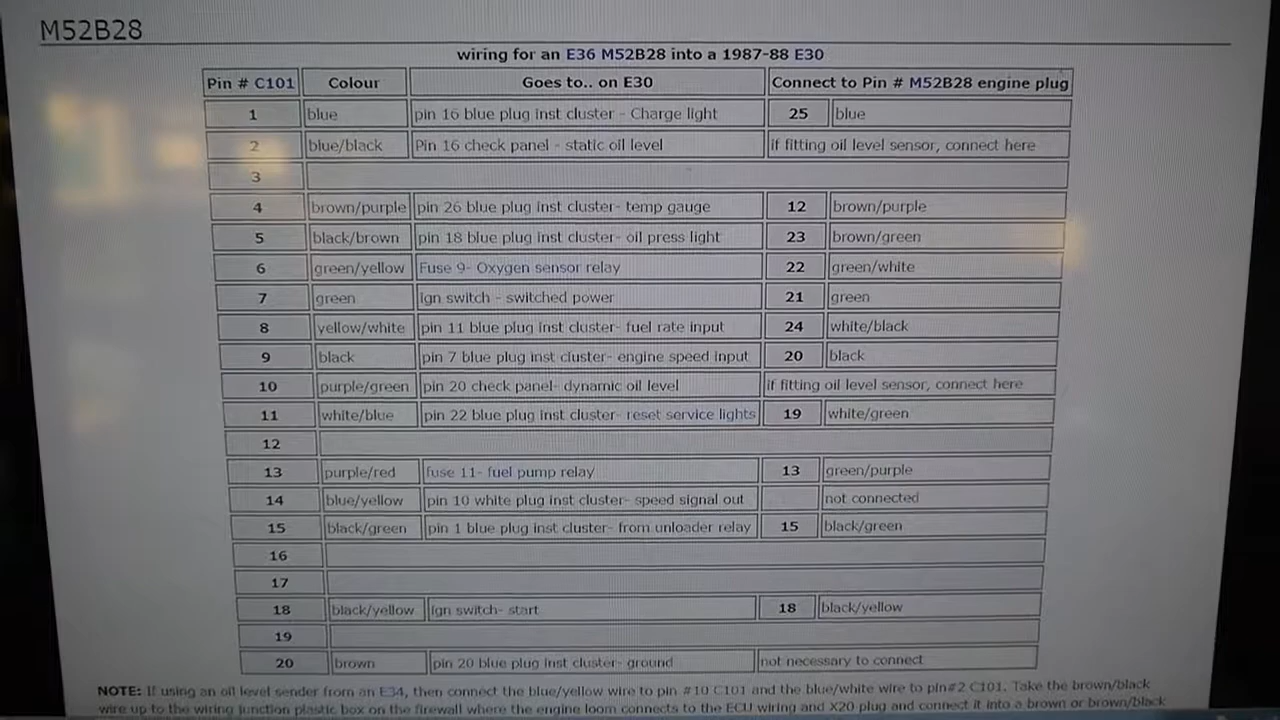 M52B28
wiring for an E36 M52B28 into a 1987-88 E30
Pin # C101 Colour Goes to.. on E30 Connect to Pin # M52B28 engine plug
1 blue pin 16 blue plug inst cluster - Charge light 25 blue
2 blue/black Pin 16 check panel - static oil level if fitting oil level sensor, connect here
3
4 brown/purple pin 26 blue plug inst cluster- temp gauge 12 brown/purple
5 black/brown pin 18 blue plug inst cluster- oil press light 23 brown/green
6 green/yellow Fuse 9- Oxygen sensor relay 22 green/white
7 green Ign switch - switched power 21 green
8 yellow/white pin 11 blue plug inst cluster- fuel rate input 24 white/black
9 black pin 7 blue plug inst cluster- engine speed input 20 black
10 purple/green pin 20 check panel- dynamic oil level if fitting oil level sensor, connect here
11 white/blue pin 22 blue plug inst cluster- reset service lights 19 white/green
12
13 purple/red fuse 11- fuel pump relay 13 green/purple
14 blue/yellow pin 10 white plug inst cluster- speed signal out not connected
15 black/green pin 1 blue plug inst cluster- from unloader relay 15 black/green
16
17
18 black/yellow Ign switch- start 18 black/yellow
19
20 brown pin 20 blue plug inst cluster- ground not necessary to connect
NOTE: If using an oil level sender from an E34, then connect the blue/yellow wire to pin #10 C101 and the blue/white wire to pin#2 C101. Take the brown/black
wire up to the wiring junction plastic box on the firewall where the engine loom connects to the ECU wiring and X20 plug and connect it into a brown or brown/black